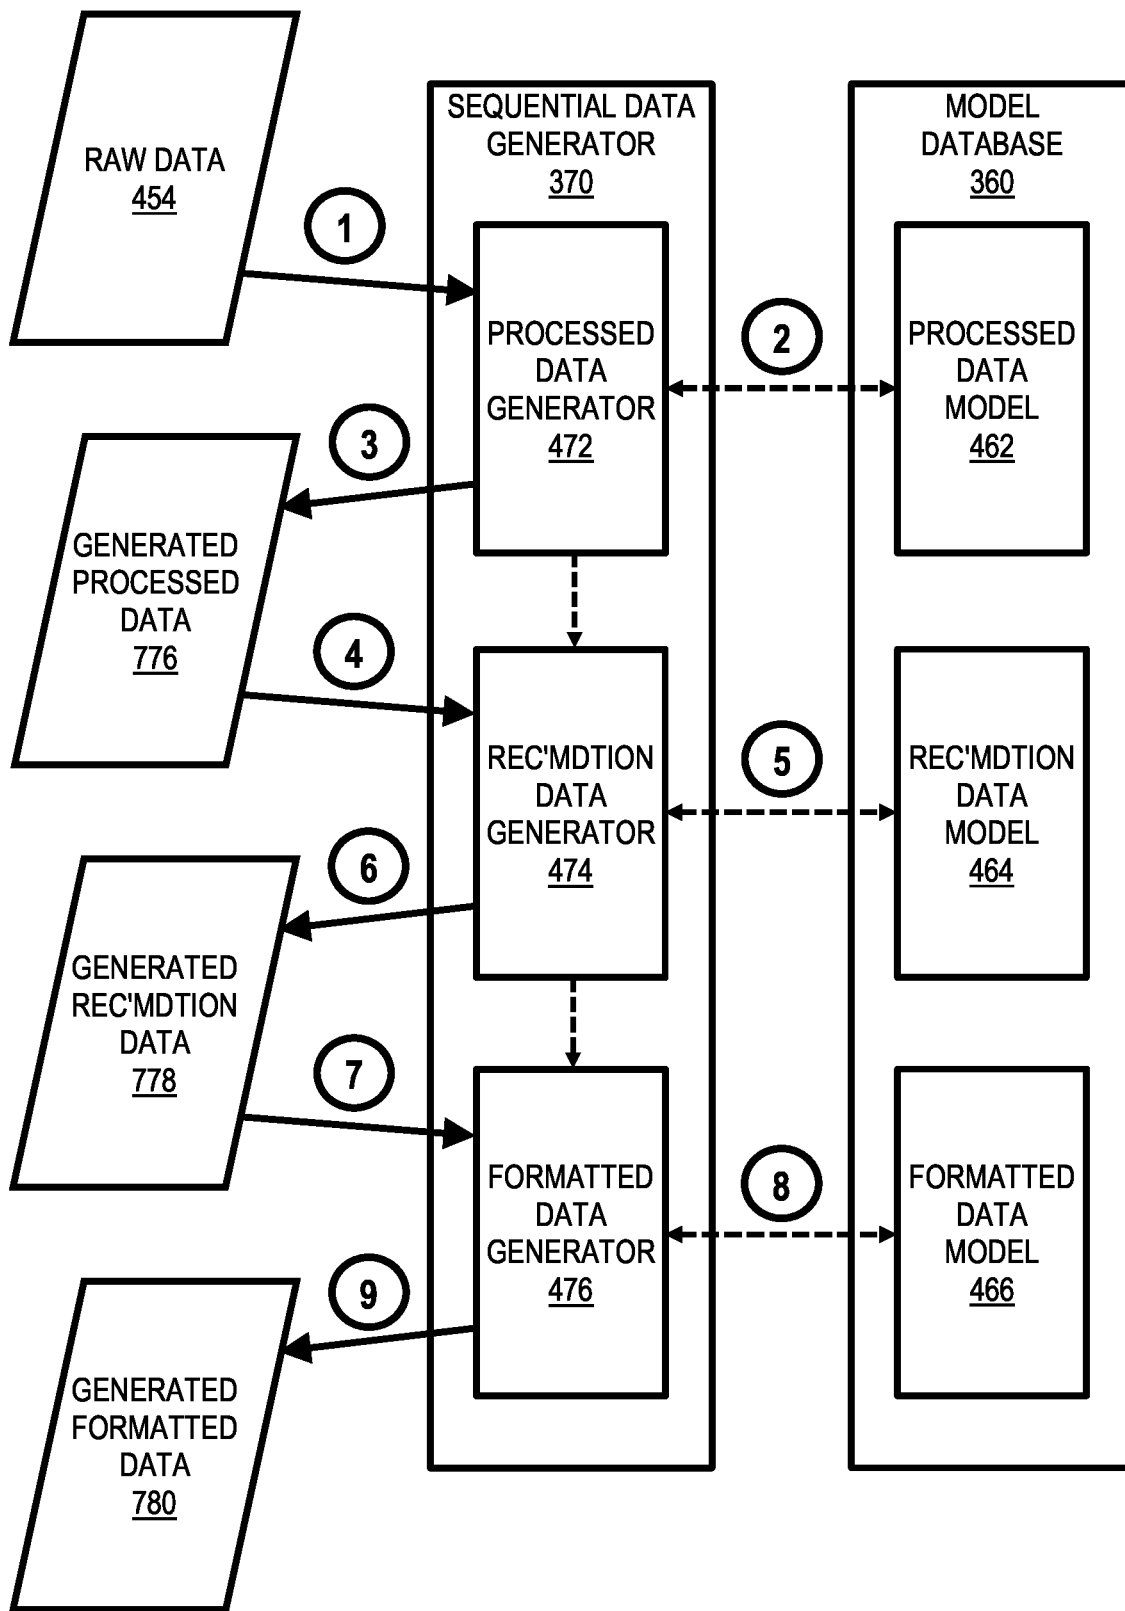 RAW DATA
454
1
SEQUENTIAL DATA
GENERATOR
370
MODEL
DATABASE
360
PROCESSED
DATA
GENERATOR
472
2
PROCESSED
DATA
MODEL
462
3
GENERATED
PROCESSED
DATA
776
4
REC'MDTION
DATA
GENERATOR
474
5
REC'MDTION
DATA
MODEL
464
6
GENERATED
REC'MDTION
DATA
778
7
FORMATTED
DATA
GENERATOR
476
8
FORMATTED
DATA
MODEL
466
9
GENERATED
FORMATTED
DATA
780